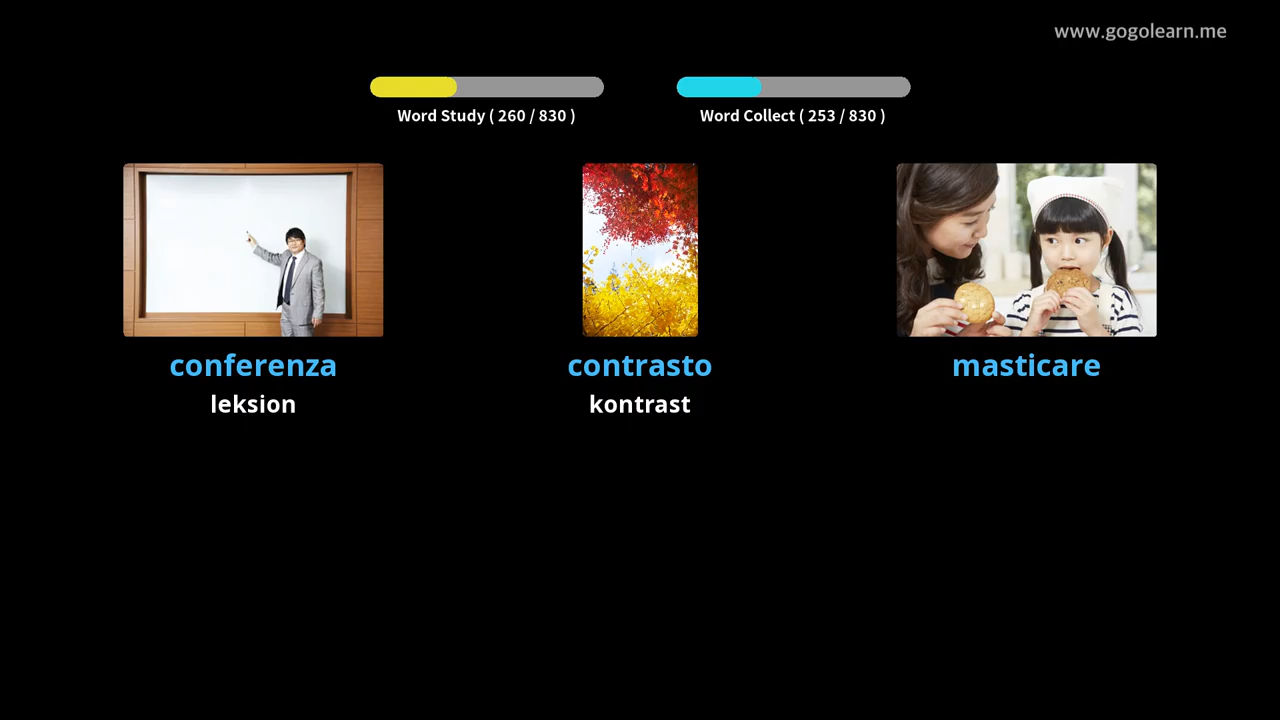 www.gogolearn.me
Word Study ( 260 / 830 )
Word Collect ( 253 / 830 )
conferenza
contrasto
masticare
leksion
kontrast